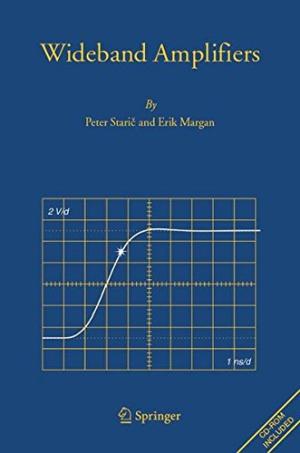 Wideband Amplifiers
By
Peter Starič and Erik Margan
2 V/d
1 ns/d
Springer
CD-ROM
INCLUDED